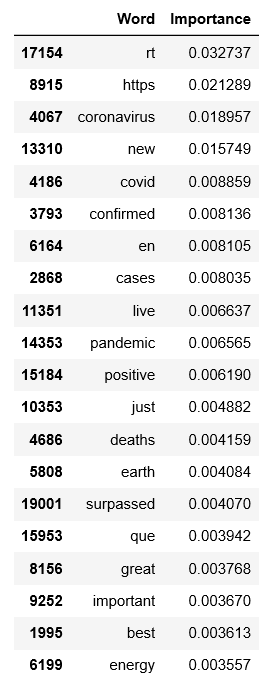 Word Importance
17154 rt 0.032737
8915 https 0.021289
4067 coronavirus 0.018957
13310 new 0.015749
4186 covid 0.008859
3793 confirmed 0.008136
6164 en 0.008105
2868 cases 0.008035
11351 live 0.006637
14353 pandemic 0.006565
15184 positive 0.006190
10353 just 0.004882
4686 deaths 0.004159
5808 earth 0.004084
19001 surpassed 0.004070
15953 que 0.003942
8156 great 0.003768
9252 important 0.003670
1995 best 0.003613
6199 energy 0.003557